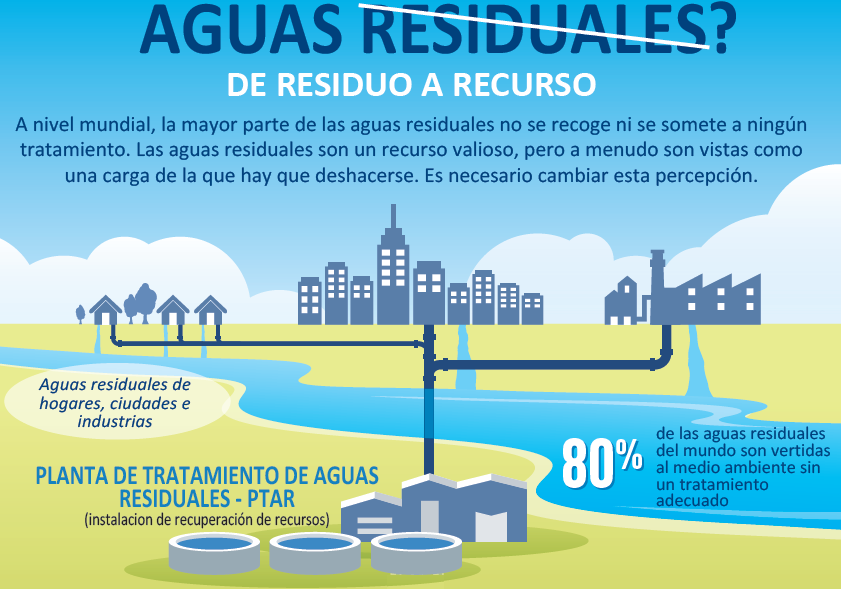 AGUAS RESIDUALES?
DE RESIDUO A RECURSO
A nivel mundial, la mayor parte de las aguas residuales no se recoge ni se somete a ningún
tratamiento. Las aguas residuales son un recurso valioso, pero a menudo son vistas como
una carga de la que hay que deshacerse. Es necesario cambiar esta percepción.
Aguas residuales de
hogares, ciudades e
industrias
80%
de las aguas residuales
del mundo son vertidas
al medio ambiente sin
un tratamiento
adecuado
PLANTA DE TRATAMIENTO DE AGUAS
RESIDUALES - PTAR
(instalacion de recuperación de recursos)